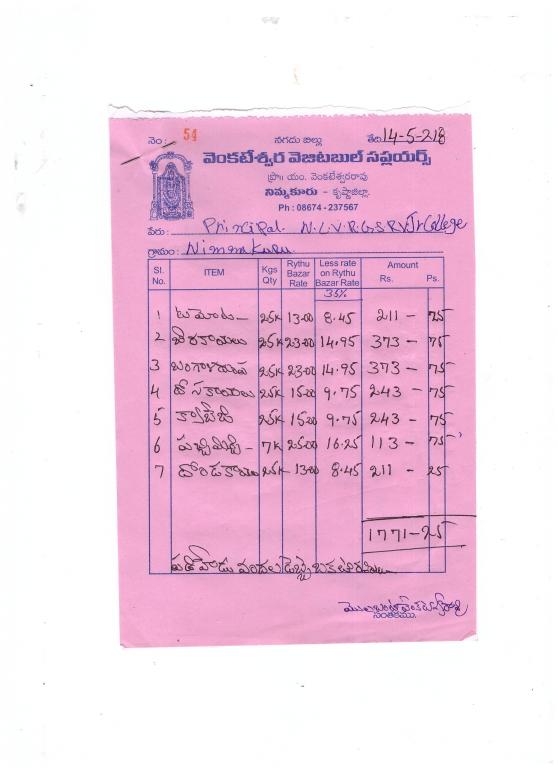 నెం : 54 నగదు బిల్లు తేది 14-5-218
వెంకటేశ్వర వెజిటబుల్ సప్లయర్స్
ప్రొ॥ యం. వెంకటేశ్వరరావు
నిమ్మకూరు - కృష్ణాజిల్లా.
Ph : 08674 - 237567
పేరు : Principal. N.L.V.R.G.S.R.V. Jr College
గ్రామం : Nimmakuru
Sl. No. ITEM Kgs Qty Rythu Bazar Rate Less rate on Rythu Bazar Rate Amount Rs. Ps.
35%
1 టమాటా - 25K 13.00 8.45 211 - 75
2 బీరకాయలు 25K 23.00 14.95 373 - 75
3 25K 23.00 14.95 373 - 75
4 దోసకాయలు 25K 15.00 9.75 243 - 75
5 క్యాబేజి 25K 15.00 9.75 243 - 75
6 పచ్చిమిర్చి - 7K 25.00 16.25 113 - 75
7 దొండకాయలు 25K 13.00 8.45 211 - 25
1771-25
సంతకము.